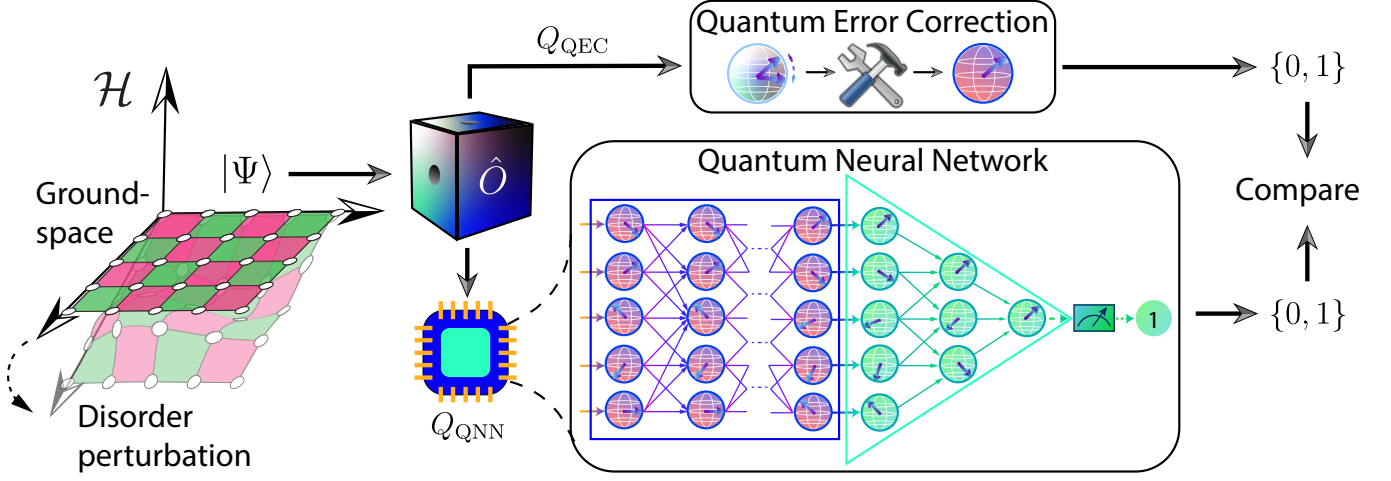 Quantum Error Correction
Q_QEC
{0, 1}
ℋ
|Ψ⟩
Ô
Ground-
space
Quantum Neural Network
Compare
1
{0, 1}
Disorder
perturbation
Q_QNN